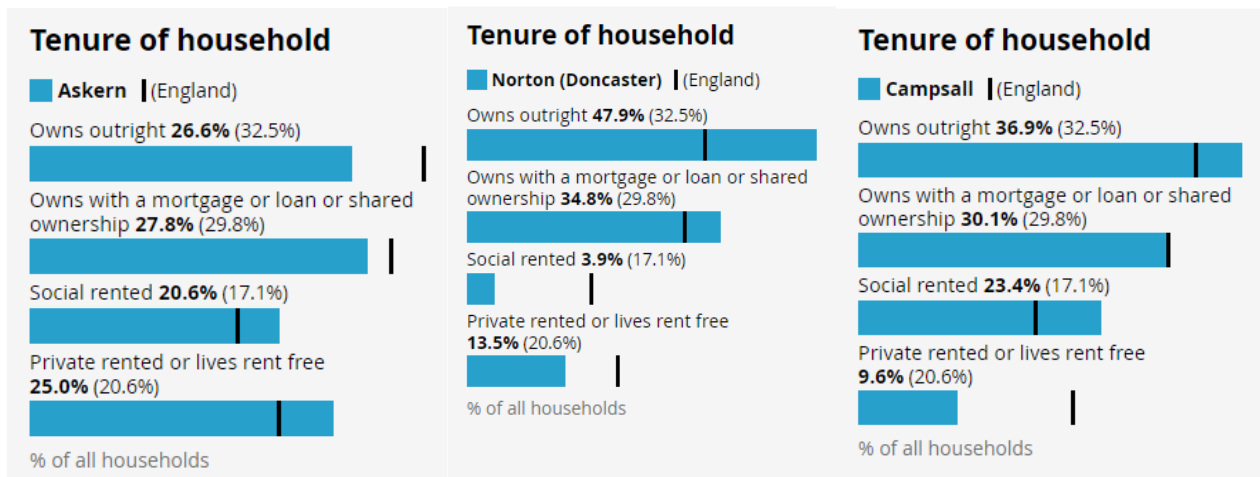 Tenure of household
Askern (England)
Owns outright 26.6% (32.5%)
Owns with a mortgage or loan or shared
ownership 27.8% (29.8%)
Social rented 20.6% (17.1%)
Private rented or lives rent free
25.0% (20.6%)
% of all households
Tenure of household
Norton (Doncaster) (England)
Owns outright 47.9% (32.5%)
Owns with a mortgage or loan or shared
ownership 34.8% (29.8%)
Social rented 3.9% (17.1%)
Private rented or lives rent free
13.5% (20.6%)
% of all households
Tenure of household
Campsall (England)
Owns outright 36.9% (32.5%)
Owns with a mortgage or loan or shared
ownership 30.1% (29.8%)
Social rented 23.4% (17.1%)
Private rented or lives rent free
9.6% (20.6%)
% of all households